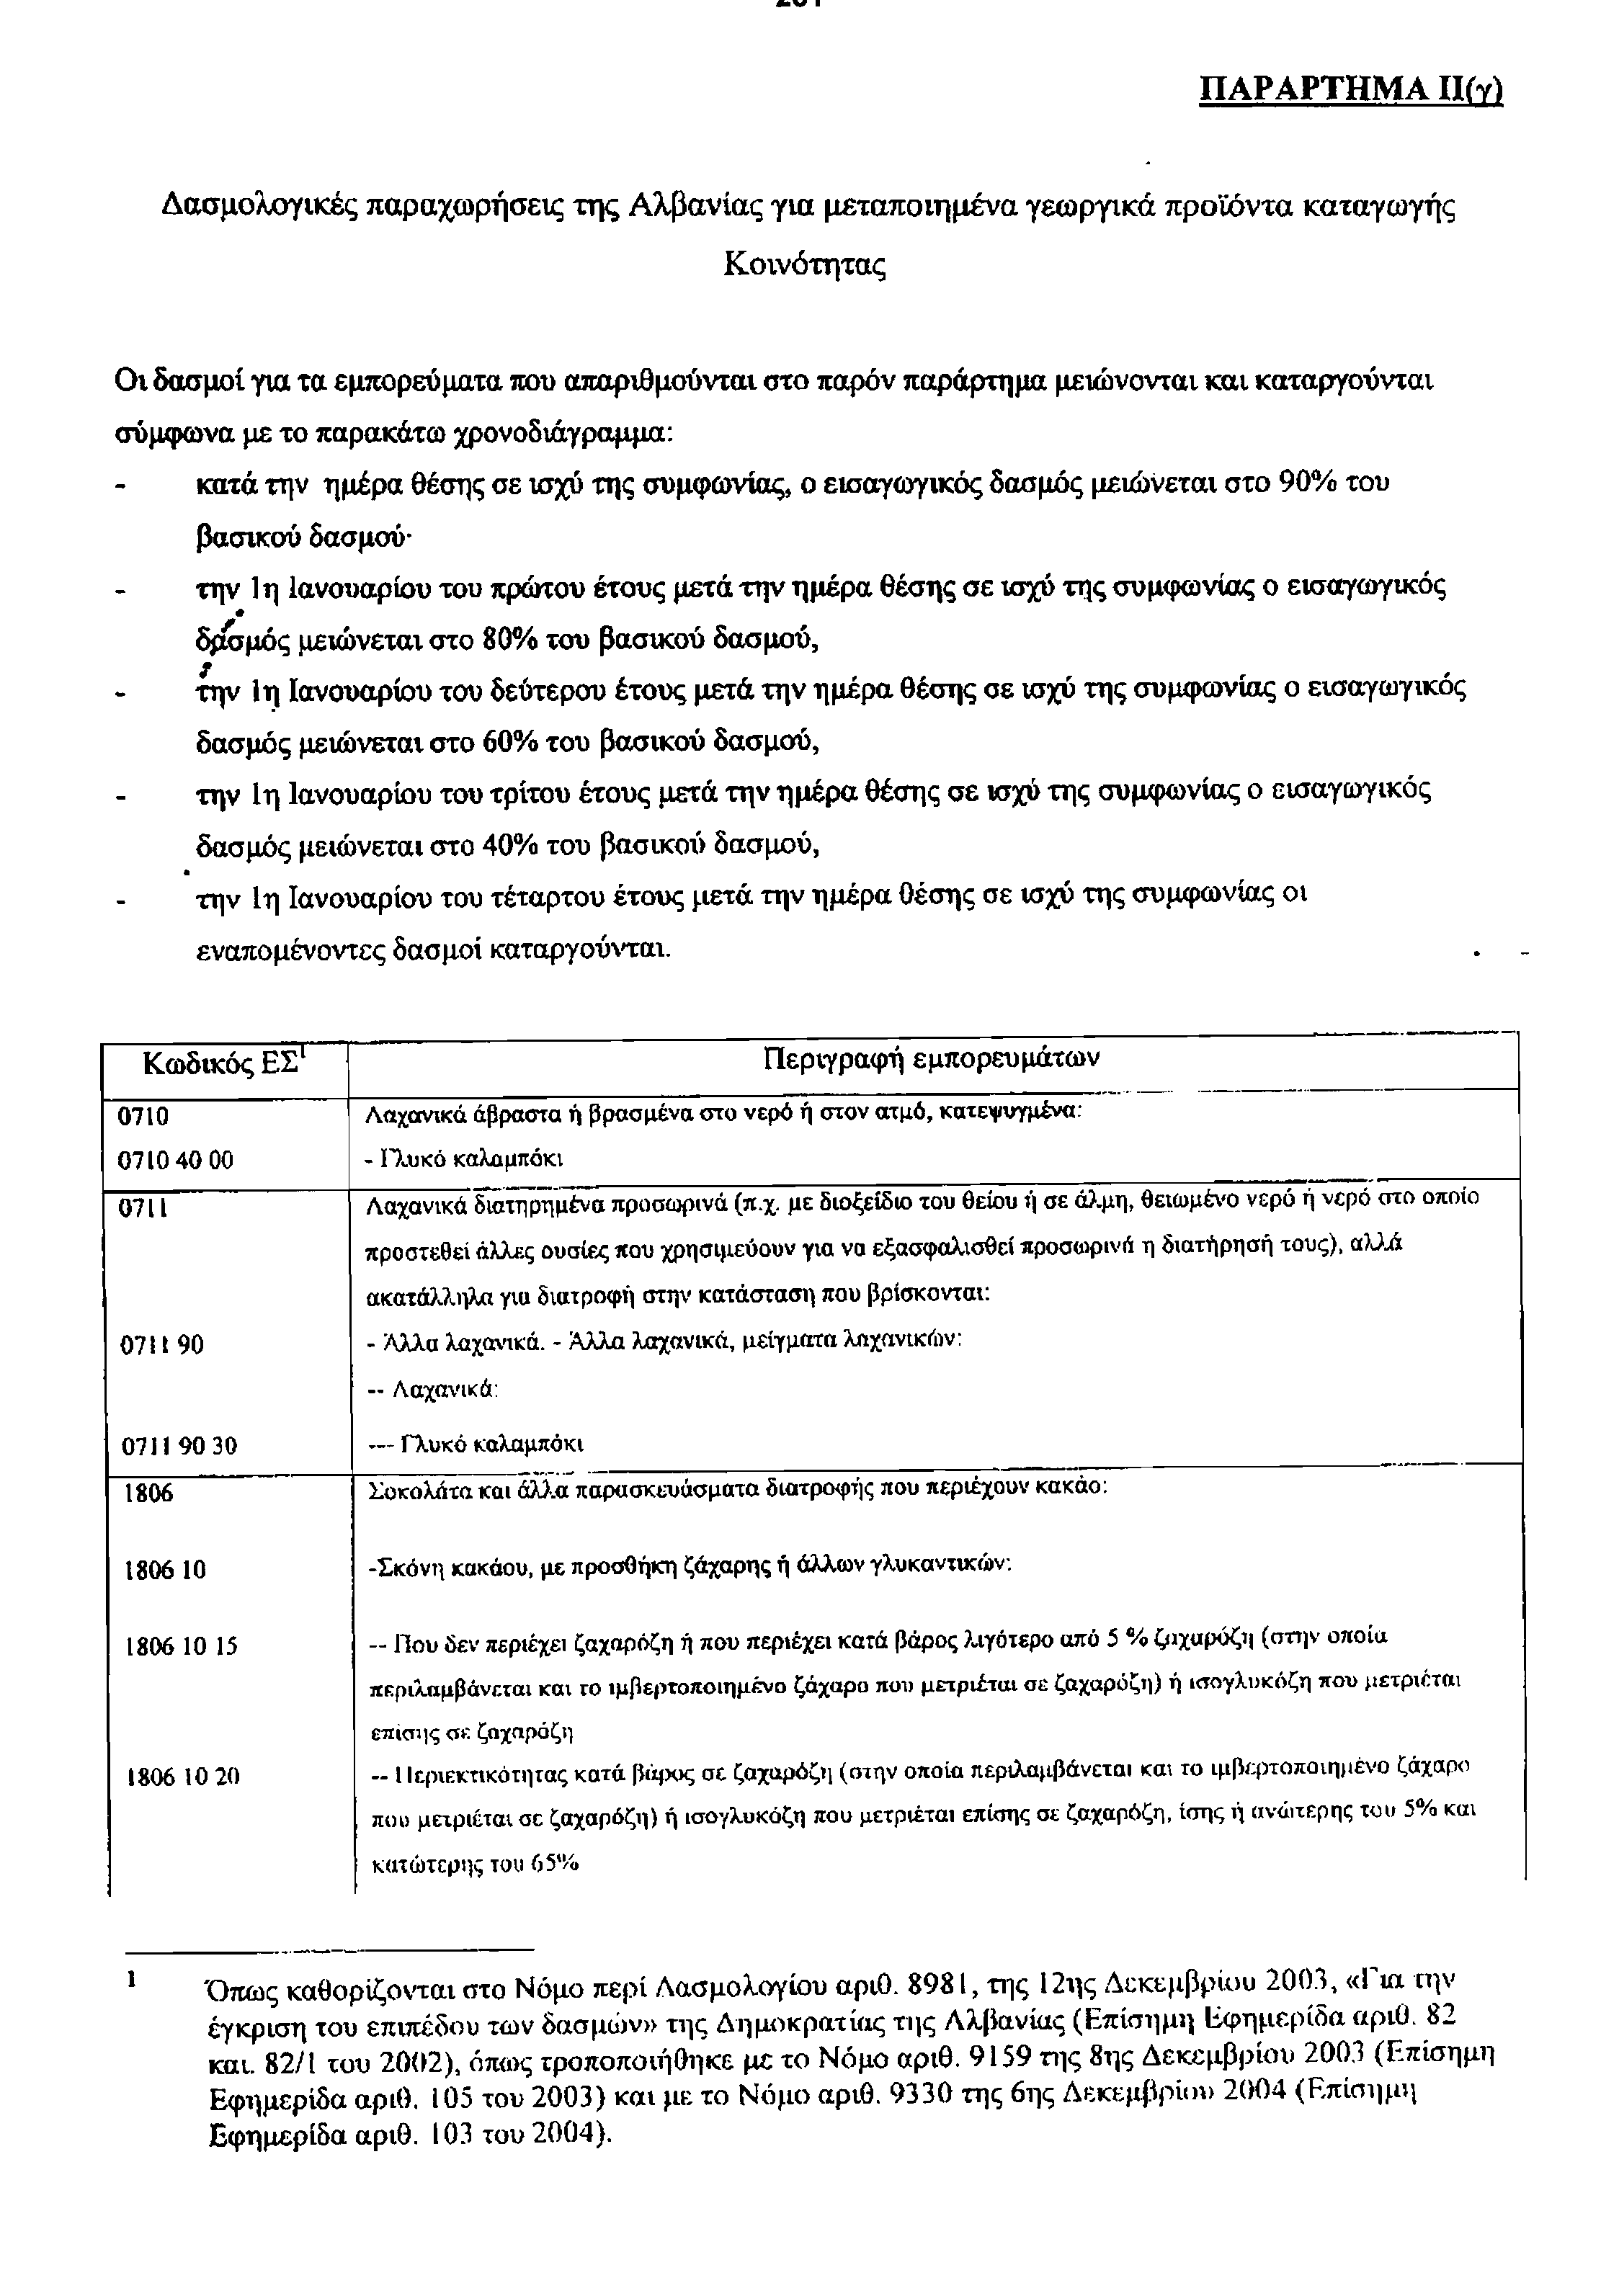 ΠΑΡΑΡΤΗΜΑ ΙΙ(γ)
Δασμολογικές παραχωρήσεις της Αλβανίας για μεταποιημένα γεωργικά προϊόντα καταγωγής
Κοινότητας
Οι δασμοί για τα εμπορεύματα που απαριθμούνται στο παρόν παράρτημα μειώνονται και καταργούνται
σύμφωνα με το παρακάτω χρονοδιάγραμμα:
- κατά την ημέρα θέσης σε ισχύ της συμφωνίας, ο εισαγωγικός δασμός μειώνεται στο 90% του
βασικού δασμού·
- την 1η Ιανουαρίου του πρώτου έτους μετά την ημέρα θέσης σε ισχύ της συμφωνίας ο εισαγωγικός
δασμός μειώνεται στο 80% του βασικού δασμού,
- την 1η Ιανουαρίου του δεύτερου έτους μετά την ημέρα θέσης σε ισχύ της συμφωνίας ο εισαγωγικός
δασμός μειώνεται στο 60% του βασικού δασμού,
- την 1η Ιανουαρίου του τρίτου έτους μετά την ημέρα θέσης σε ισχύ της συμφωνίας ο εισαγωγικός
δασμός μειώνεται στο 40% του βασικού δασμού,
- την 1η Ιανουαρίου του τέταρτου έτους μετά την ημέρα θέσης σε ισχύ της συμφωνίας οι
εναπομένοντες δασμοί καταργούνται.
Κωδικός ΕΣ¹ Περιγραφή εμπορευμάτων
0710 Λαχανικά άβραστα ή βρασμένα στο νερό ή στον ατμό, κατεψυγμένα:
0710 40 00 - Γλυκό καλαμπόκι
0711 Λαχανικά διατηρημένα προσωρινά (π.χ. με διοξείδιο του θείου ή σε άλμη, θειωμένο νερό ή νερό στο οποίο
προστεθεί άλλες ουσίες που χρησιμεύουν για να εξασφαλισθεί προσωρινά η διατήρησή τους), αλλά
ακατάλληλα για διατροφή στην κατάσταση που βρίσκονται:
0711 90 - Άλλα λαχανικά. - Άλλα λαχανικά, μείγματα λαχανικών:
-- Λαχανικά:
0711 90 30 --- Γλυκό καλαμπόκι
1806 Σοκολάτα και άλλα παρασκευάσματα διατροφής που περιέχουν κακάο:
1806 10 -Σκόνη κακάου, με προσθήκη ζάχαρης ή άλλων γλυκαντικών:
1806 10 15 -- Που δεν περιέχει ζαχαρόζη ή που περιέχει κατά βάρος λιγότερο από 5 % ζαχαρόζη (στην οποία
περιλαμβάνεται και το ιμβερτοποιημένο ζάχαρο που μετριέται σε ζαχαρόζη) ή ισογλυκόζη που μετριέται
επίσης σε ζαχαρόζη
1806 10 20 -- Περιεκτικότητας κατά βάρος σε ζαχαρόζη (στην οποία περιλαμβάνεται και το ιμβερτοποιημένο ζάχαρο
που μετριέται σε ζαχαρόζη) ή ισογλυκόζη που μετριέται επίσης σε ζαχαρόζη, ίσης ή ανώτερης του 5% και
κατώτερης του 65%
¹ Όπως καθορίζονται στο Νόμο περί Δασμολογίου αριθ. 8981, της 12ης Δεκεμβρίου 2003, «Για την
έγκριση του επιπέδου των δασμών» της Δημοκρατίας της Αλβανίας (Επίσημη Εφημερίδα αριθ. 82
και. 82/1 του 2002), όπως τροποποιήθηκε με το Νόμο αριθ. 9159 της 8ης Δεκεμβρίου 2003 (Επίσημη
Εφημερίδα αριθ. 105 του 2003) και με το Νόμο αριθ. 9330 της 6ης Δεκεμβρίου 2004 (Επίσημη
Εφημερίδα αριθ. 103 του 2004).